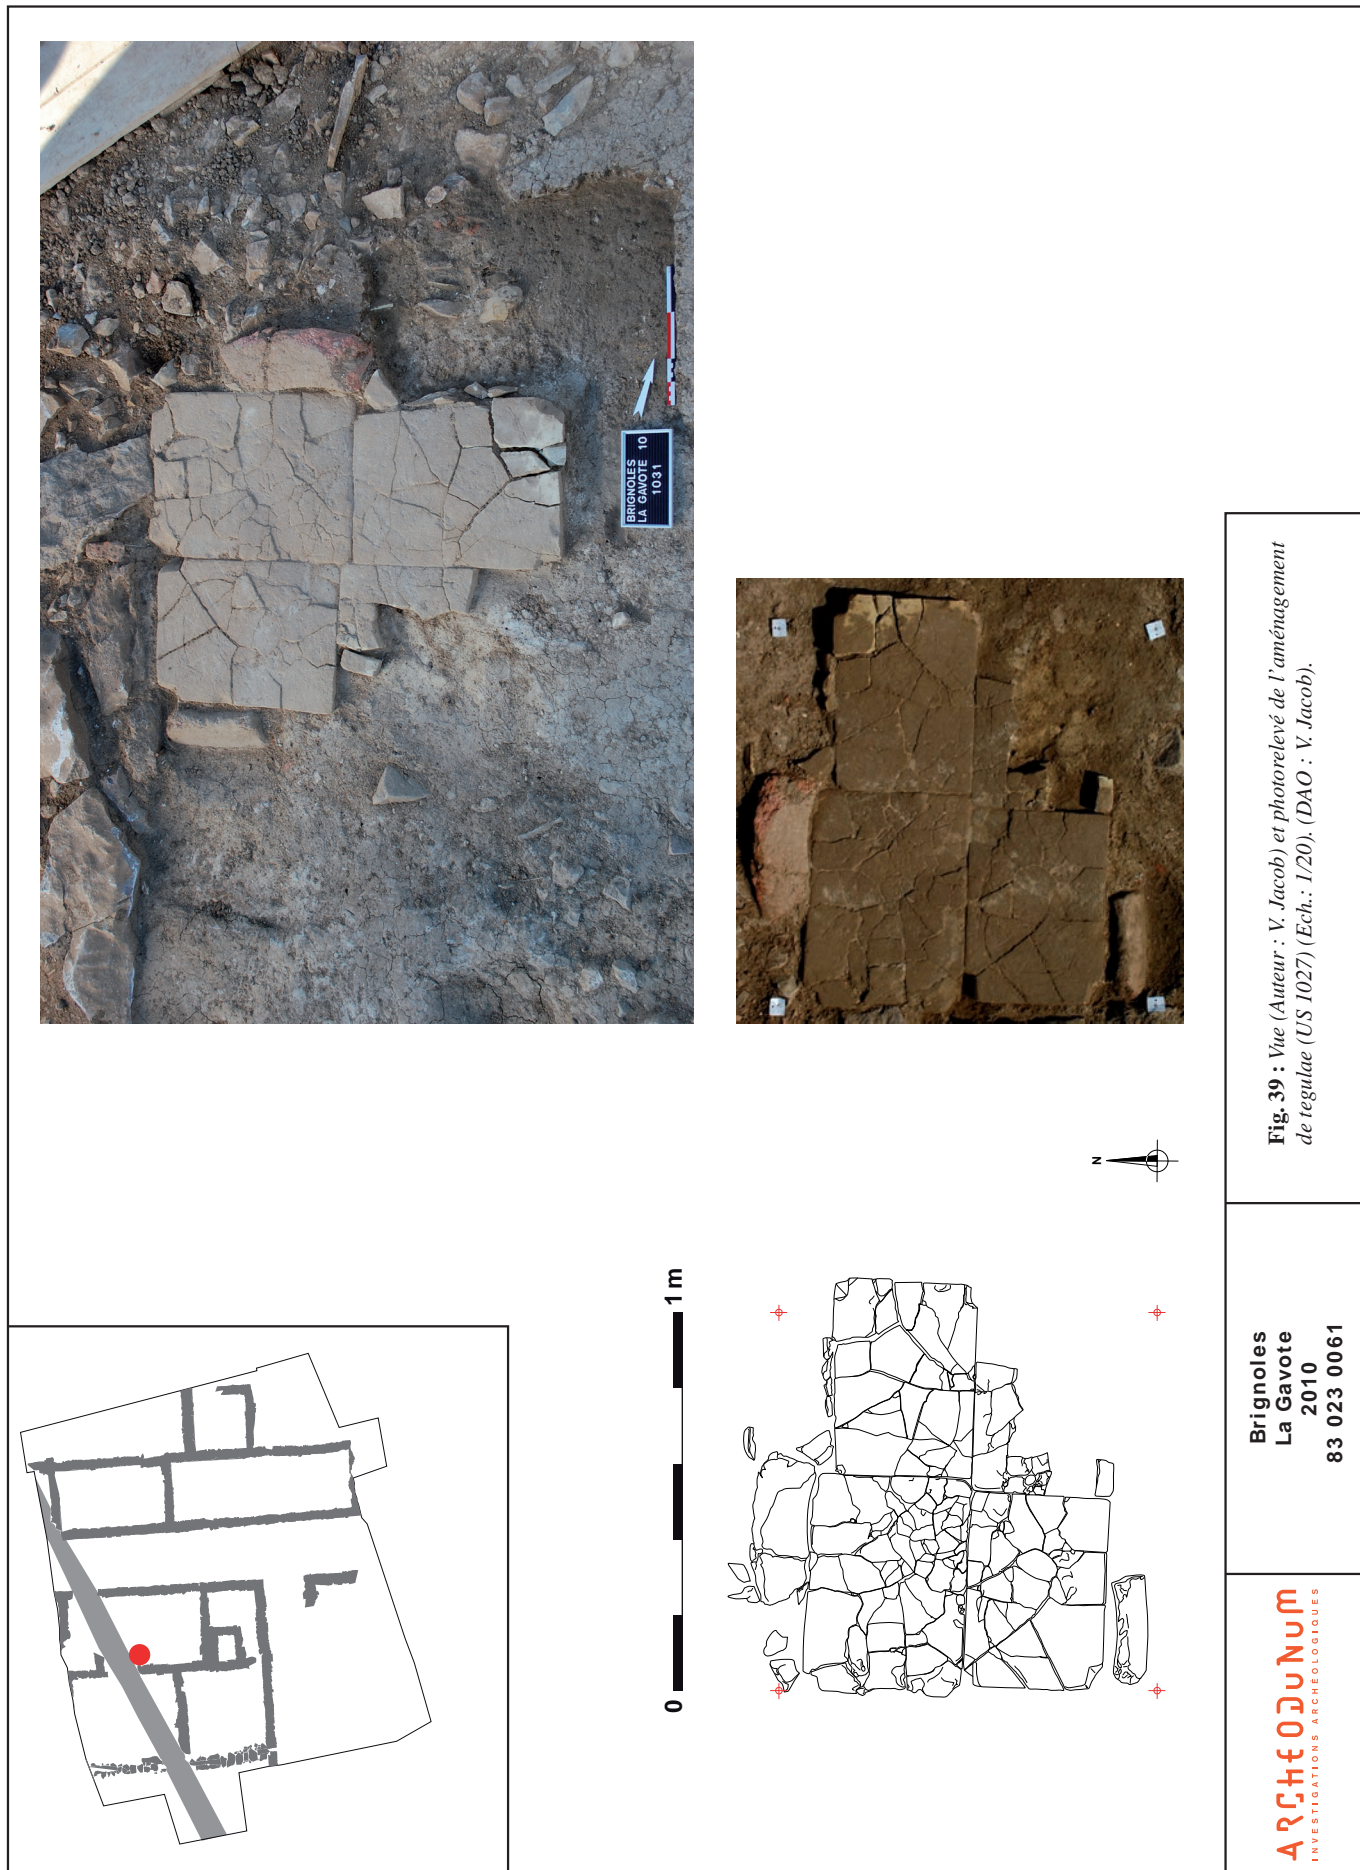 BRIGNOLES
LA GAVOTE 10
1031
N
0
1 m
Fig. 39 : Vue (Auteur : V. Jacob) et photorelevé de l'aménagement
de tegulae (US 1027) (Ech.: 1/20). (DAO : V. Jacob).
Brignoles
La Gavote
2010
83 023 0061
ARCHEODUNUM
INVESTIGATIONS ARCHÉOLOGIQUES